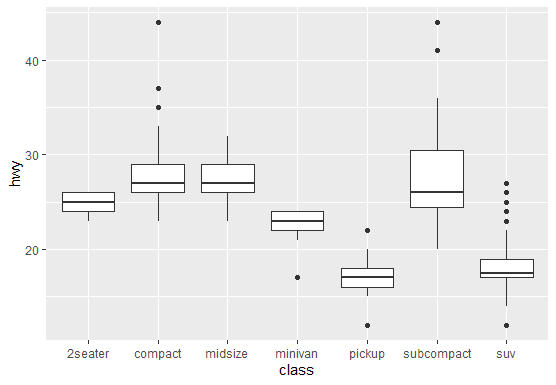 hwy
40
30
20
2seater compact midsize minivan pickup subcompact suv
class